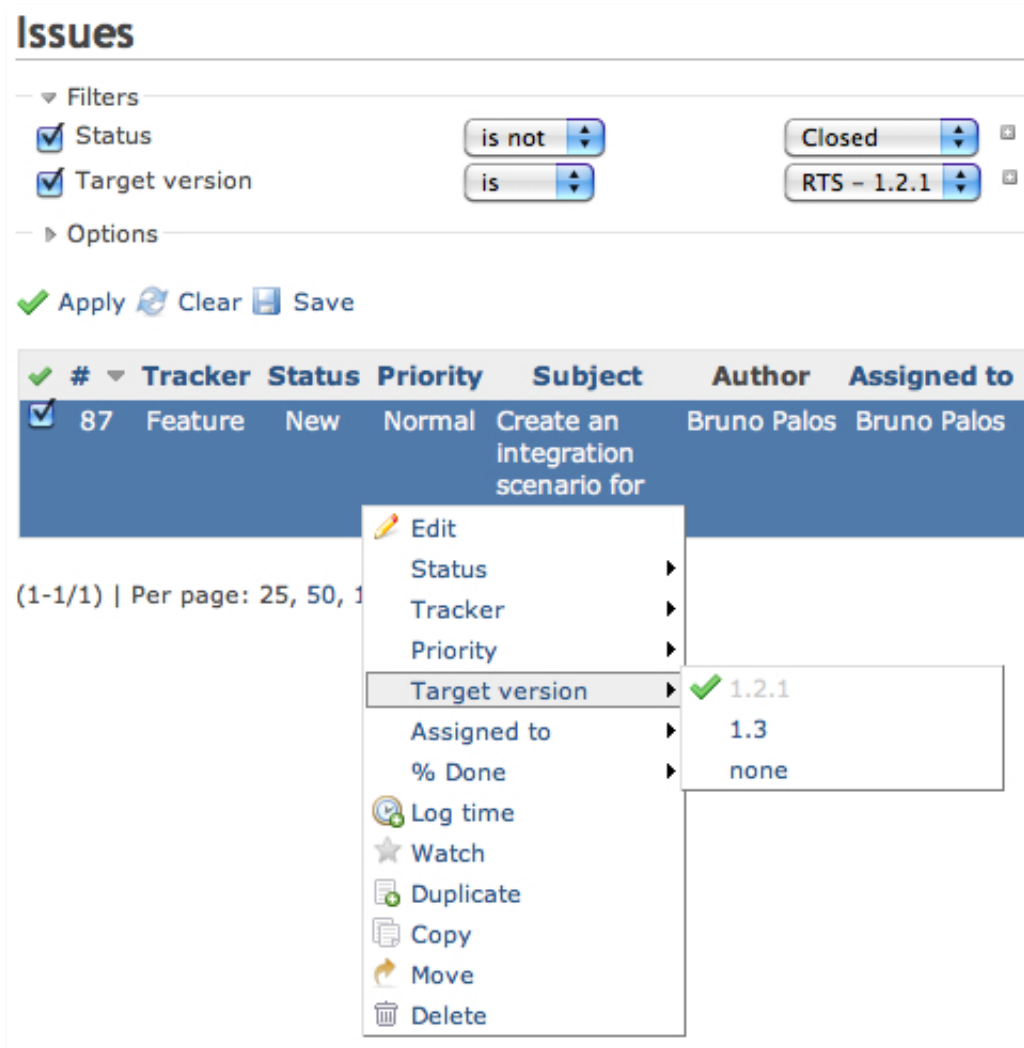 Issues
Filters
Status is not Closed
Target version is RTS – 1.2.1
Options
Apply Clear Save
# Tracker Status Priority Subject Author Assigned to
87 Feature New Normal Create an Bruno Palos Bruno Palos
integration
scenario for
(1-1/1) | Per page: 25, 50, 1
Edit
Status
Tracker
Priority
Target version
1.2.1
1.3
none
Assigned to
% Done
Log time
Watch
Duplicate
Copy
Move
Delete